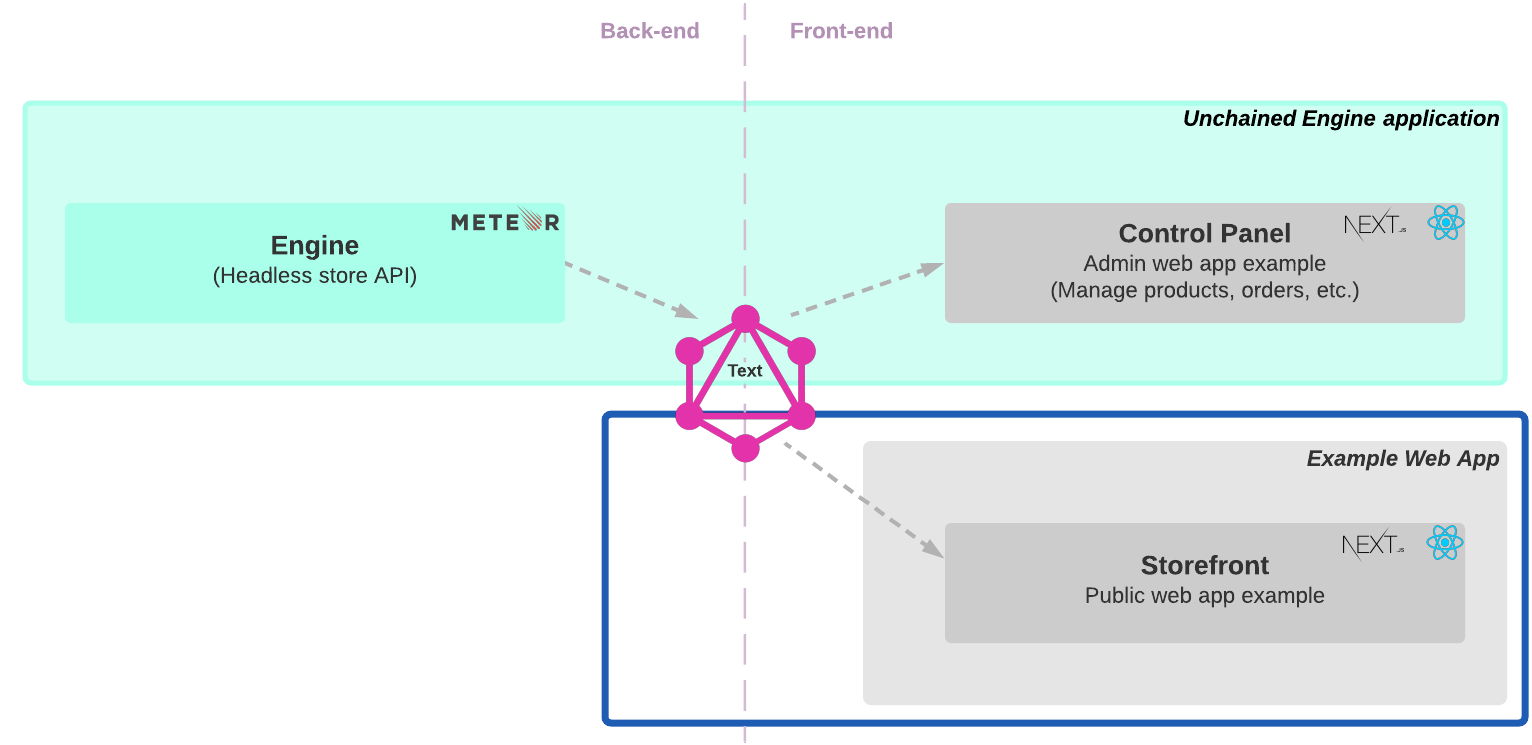 Back-end
Front-end
Unchained Engine application
METEOR
Engine
(Headless store API)
NEXT.JS
Control Panel
Admin web app example
(Manage products, orders, etc.)
Text
Example Web App
NEXT.JS
Storefront
Public web app example